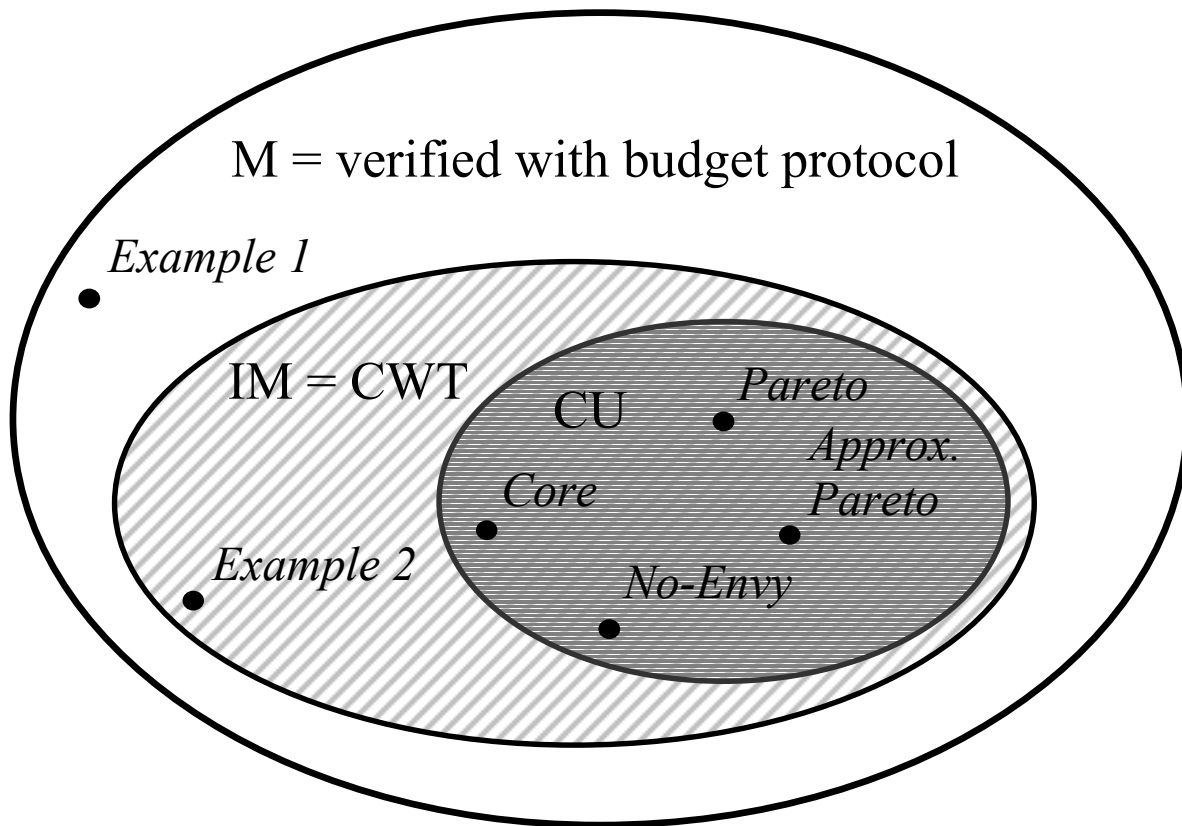 M = verified with budget protocol
Example 1
IM = CWT
CU
Pareto
Approx.
Pareto
Core
Example 2
No-Envy